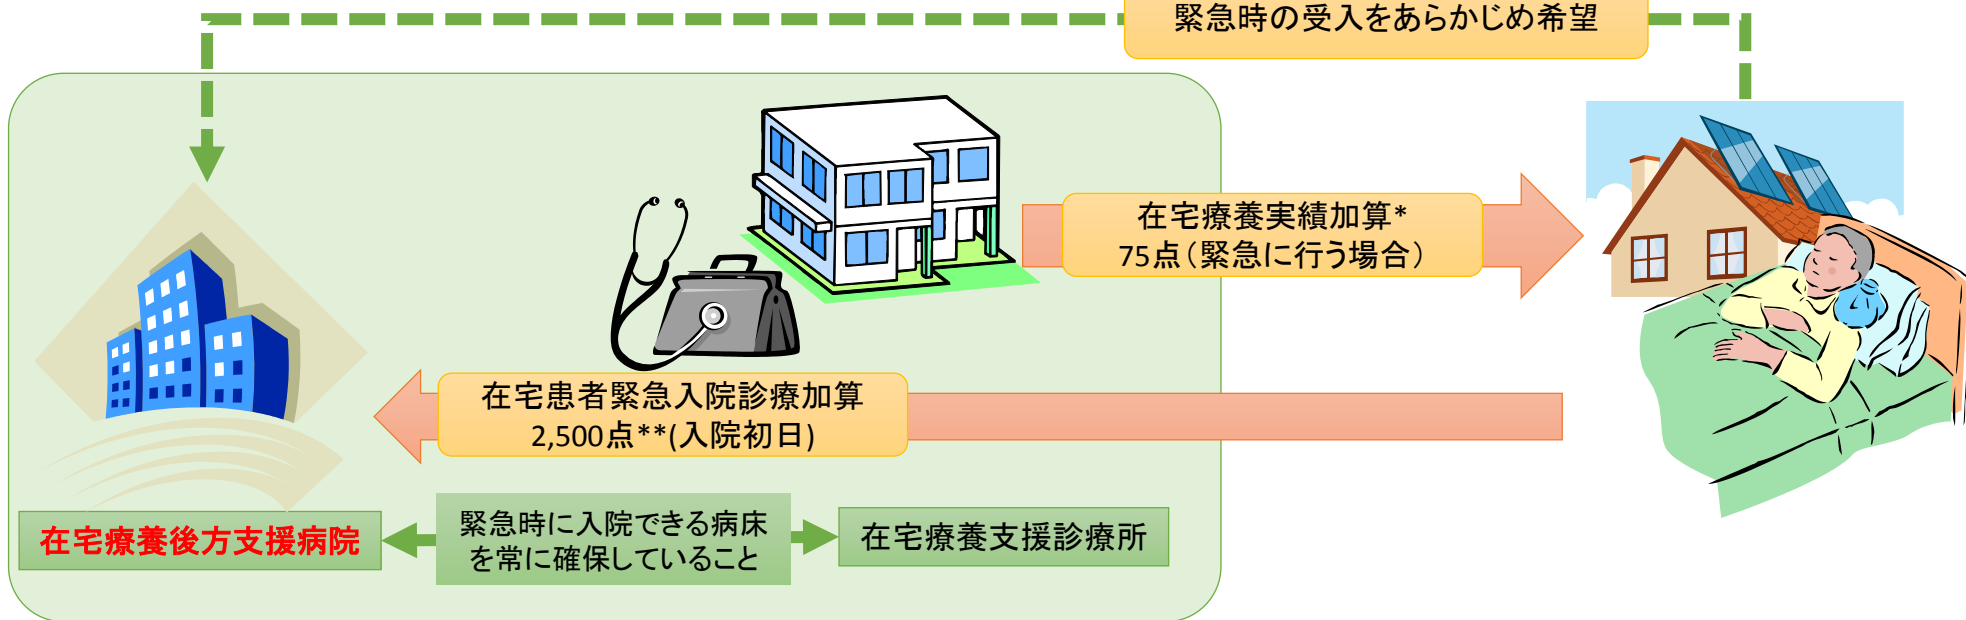 緊急時の受入をあらかじめ希望
在宅療養実績加算*
75点（緊急に行う場合）
在宅患者緊急入院診療加算
2,500点**(入院初日)
在宅療養後方支援病院
緊急時に入院できる病床
を常に確保していること
在宅療養支援診療所